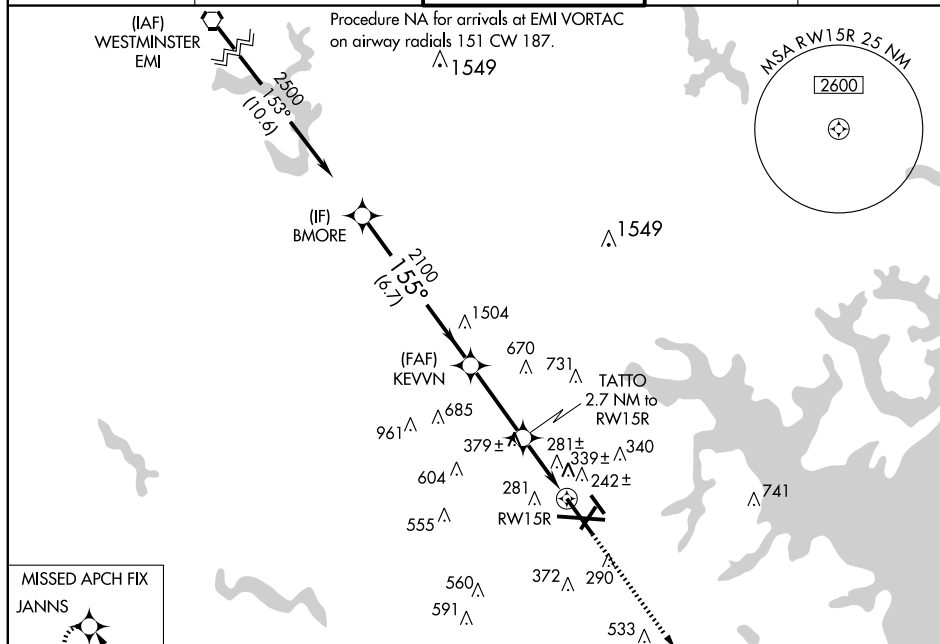 (IAF)
WESTMINSTER
EMI
Procedure NA for arrivals at EMI VORTAC
on airway radials 151 CW 187.
1549
MSA RW15R 25 NM
2600
2500
153°
(10.6)
(IF)
BMORE
1549
2100
155°
(6.7)
1504
(FAF)
KEVVN
670
731
TATTO
2.7 NM to
RW15R
685
961
379±
281±
339±
340
604
242±
281
741
RW15R
555
MISSED APCH FIX
JANNS
560
372
290
591
533